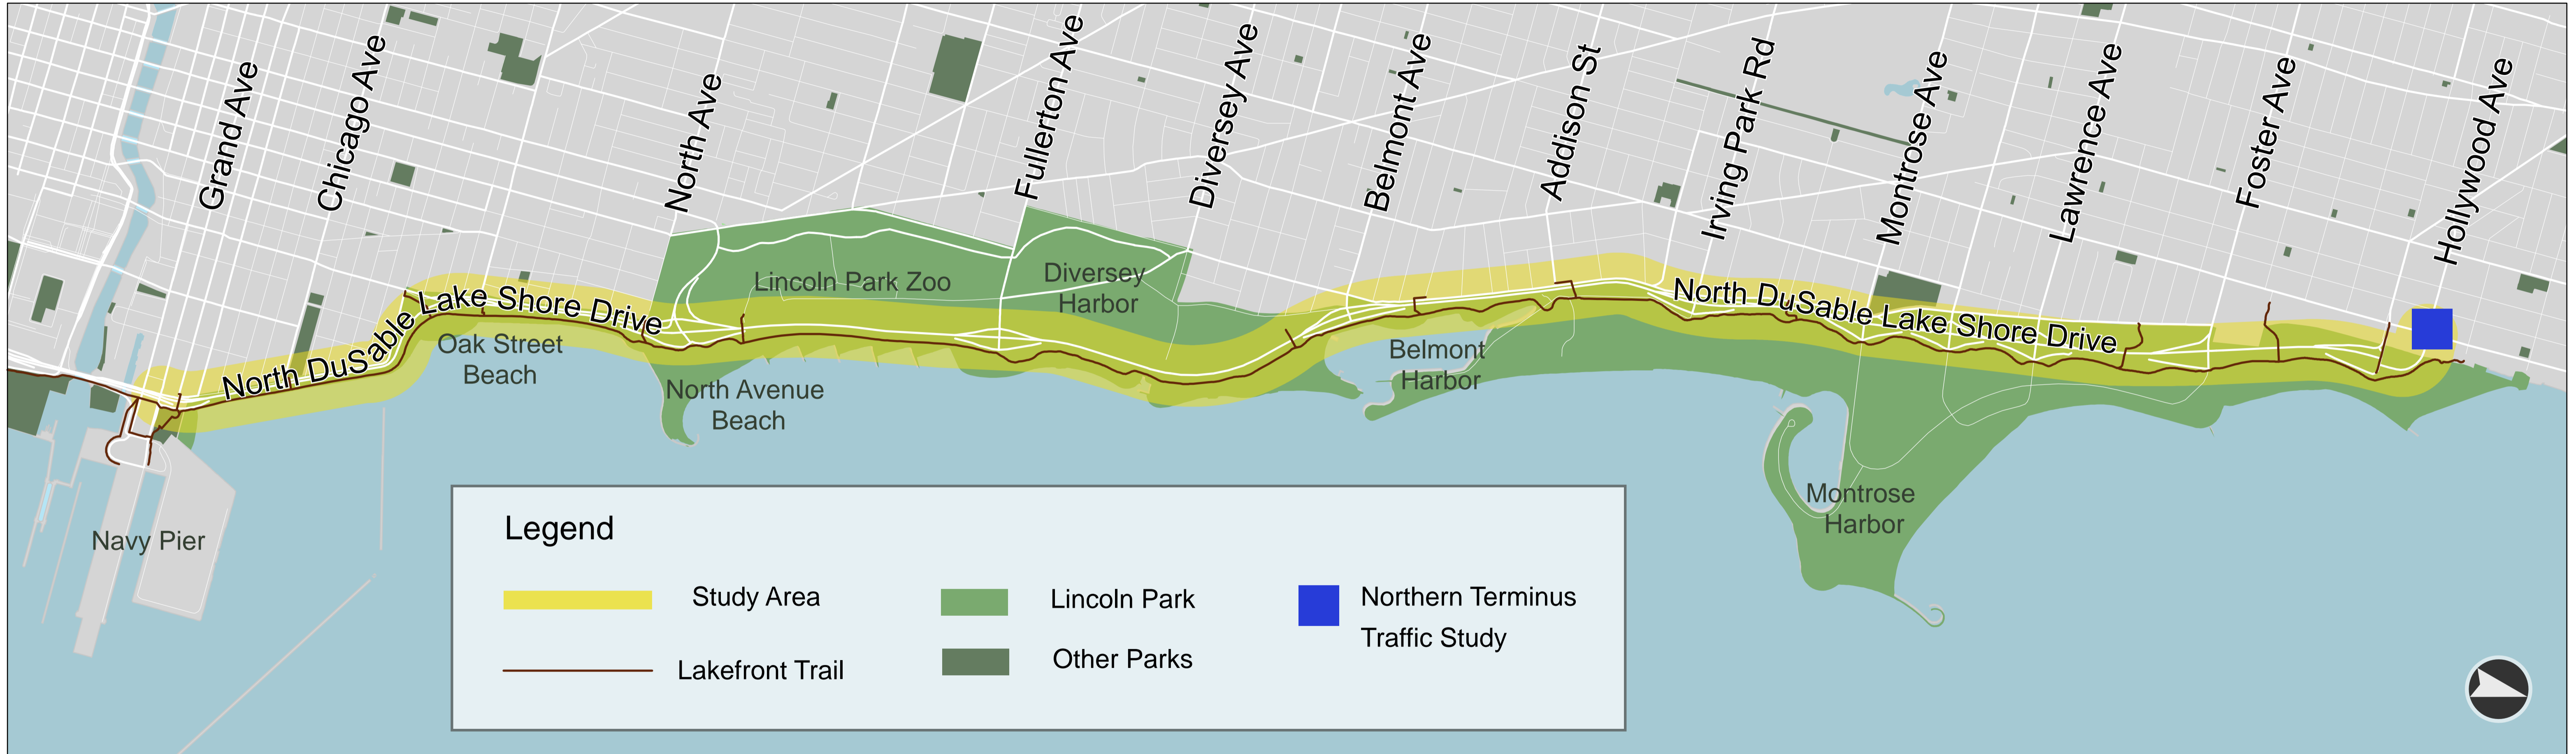 Grand Ave
Chicago Ave
North Ave
Fullerton Ave
Diversey Ave
Belmont Ave
Addison St
Irving Park Rd
Montrose Ave
Lawrence Ave
Foster Ave
Hollywood Ave
North DuSable Lake Shore Drive
North DuSable Lake Shore Drive
Lincoln Park Zoo
Diversey
Harbor
Oak Street
Beach
North Avenue
Beach
Belmont
Harbor
Montrose
Harbor
Navy Pier
Legend
Study Area
Lakefront Trail
Lincoln Park
Other Parks
Northern Terminus
Traffic Study